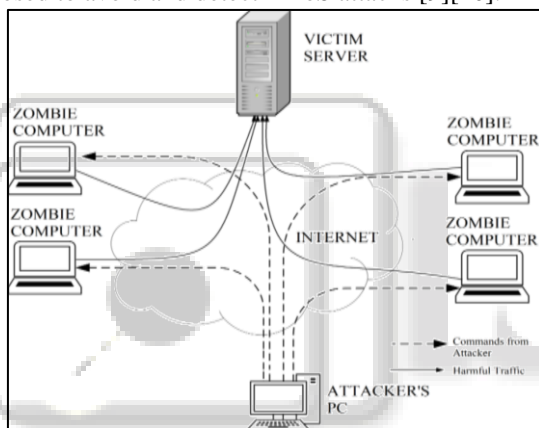 VICTIM
SERVER
ZOMBIE
COMPUTER
ZOMBIE
COMPUTER
ZOMBIE
COMPUTER
ZOMBIE
COMPUTER
INTERNET
Commands from
Attacker
Harmful Traffic
ATTACKER'S
PC